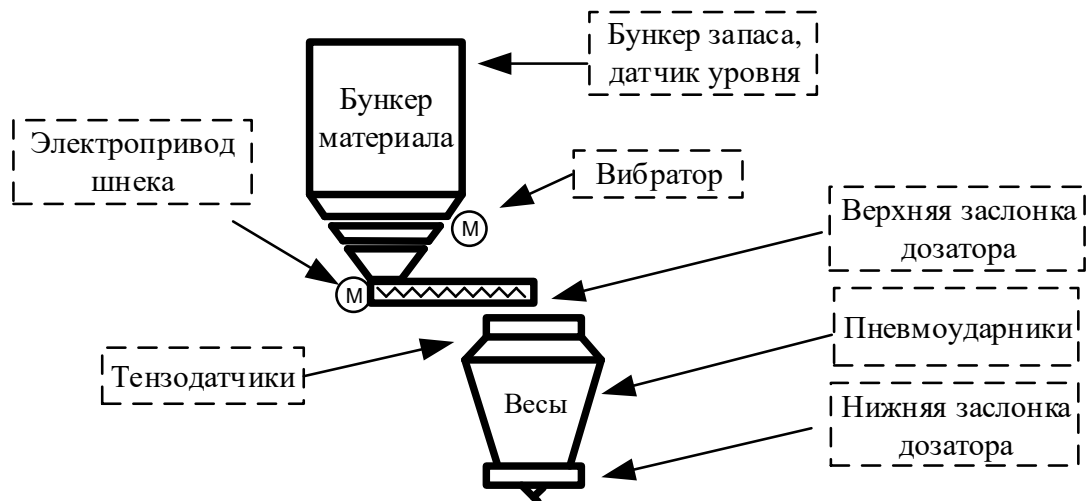 Бункер запаса,
датчик уровня
Бункер
материала
Электропривод
шнека
Вибратор
М
Верхняя заслонка
дозатора
М
Пневмоударники
Тензодатчики
Весы
Нижняя заслонка
дозатора